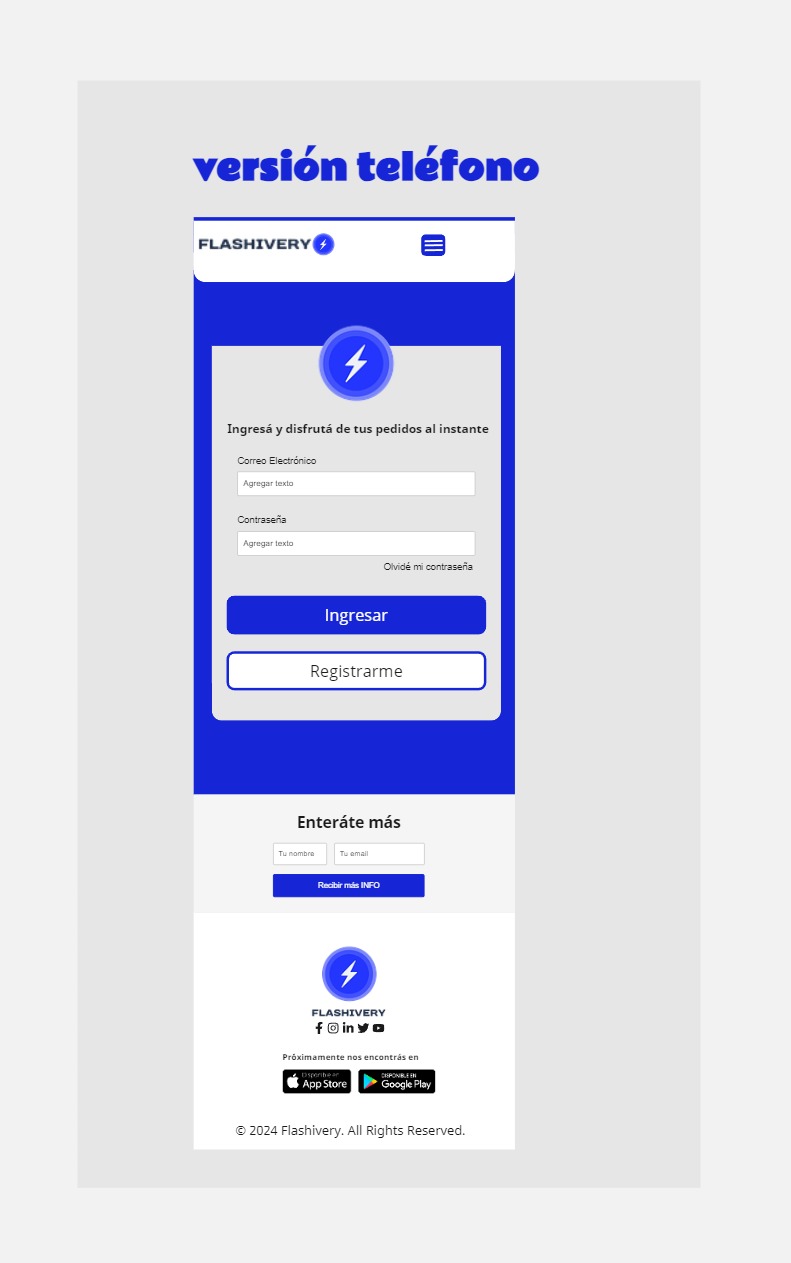 versión teléfono
FLASHIVERY
Ingresá y disfrutá de tus pedidos al instante
Correo Electrónico
Agregar texto
Contraseña
Agregar texto
Olvidé mi contraseña
Ingresar
Registrarme
Enteráte más
Tu nombre Tu email
Recibir más INFO
FLASHIVERY
Próximamente nos encontrás en
Disponible en DISPONIBLE EN
App Store Google Play
© 2024 Flashivery. All Rights Reserved.